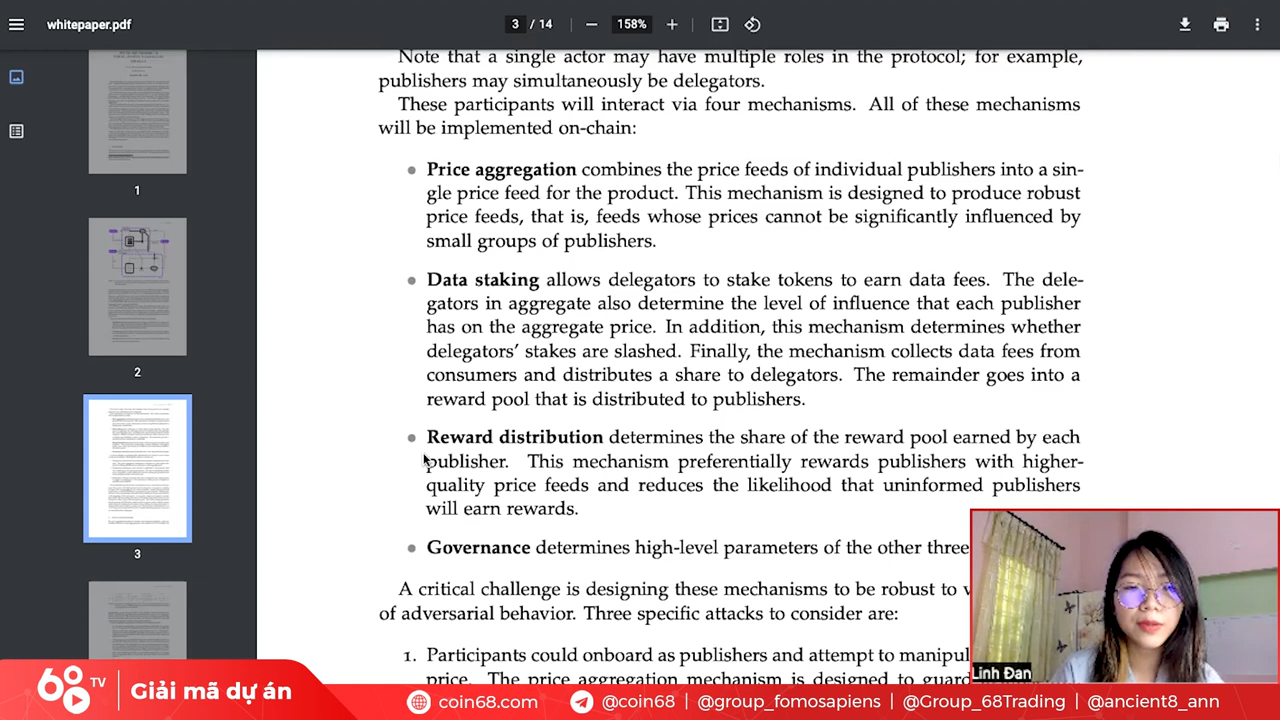 whitepaper.pdf
3 / 14
158%
Note that a single actor may have multiple roles in the protocol; for example,
publishers may simultaneously be delegators.
These participants will interact via four mechanisms. All of these mechanisms
will be implemented on-chain:
Price aggregation combines the price feeds of individual publishers into a sin-
gle price feed for the product. This mechanism is designed to produce robust
price feeds, that is, feeds whose prices cannot be significantly influenced by
small groups of publishers.
Data staking allows delegators to stake tokens to earn data fees. The dele-
gators in aggregate also determine the level of influence that each publisher
has on the aggregate price. In addition, this mechanism determines whether
delegators' stakes are slashed. Finally, the mechanism collects data fees from
consumers and distributes a share to delegators. The remainder goes into a
reward pool that is distributed to publishers.
Reward distribution determines the share of the reward pool earned by each
publisher. The mechanism preferentially rewards publishers with higher-
quality price feeds and reduces the likelihood that uninformed publishers
will earn rewards.
Governance determines high-level parameters of the other three
A critical challenge in designing these mechanisms to be robust to v
of adversarial behavior. Three specific attacks to consider are:
1. Participants could onboard as publishers and attempt to manipul
price. The price aggregation mechanism is designed to guard
1
2
3
Linh Đan
68 TV
Giải mã dự án
coin68.com
@coin68 | @group_fomosapiens | @Group_68Trading | @ancient8_ann